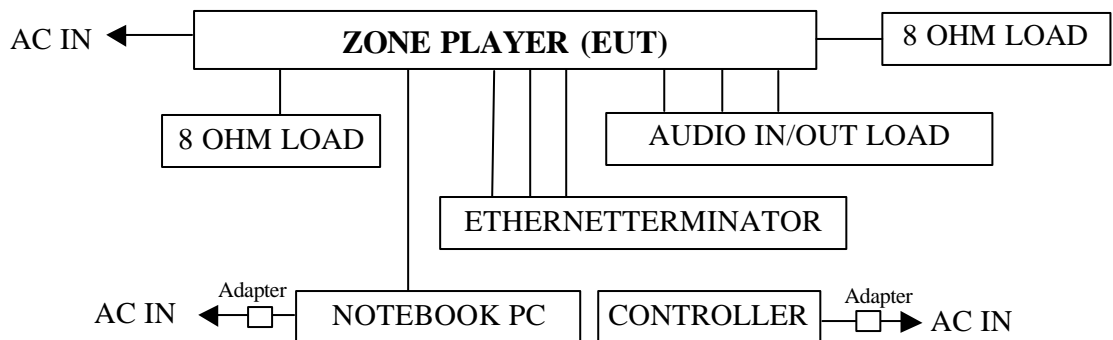 AC IN
ZONE PLAYER (EUT)
8 OHM LOAD
8 OHM LOAD
AUDIO IN/OUT LOAD
ETHERNETTERMINATOR
AC IN
Adapter
NOTEBOOK PC
CONTROLLER
Adapter
AC IN